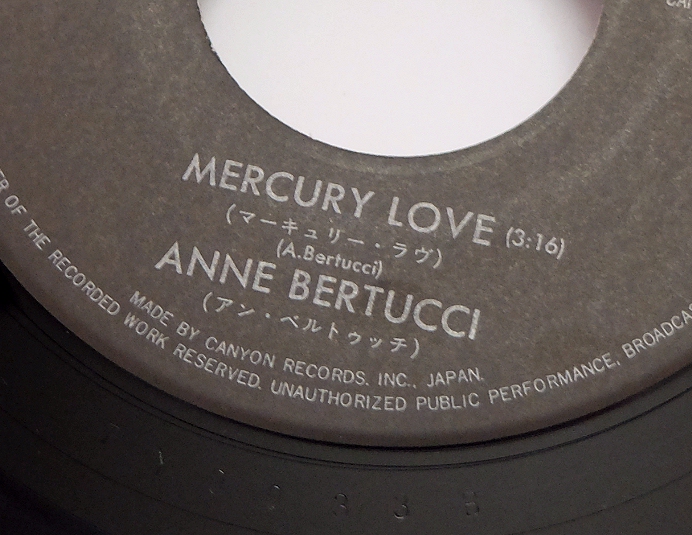 MERCURY LOVE (3:16)
(マーキュリー・ラヴ)
(A.Bertucci)
ANNE BERTUCCI
(アン・ベルトゥッチ)
MADE BY CANYON RECORDS, INC., JAPAN.
OF THE RECORDED WORK RESERVED. UNAUTHORIZED PUBLIC PERFORMANCE,